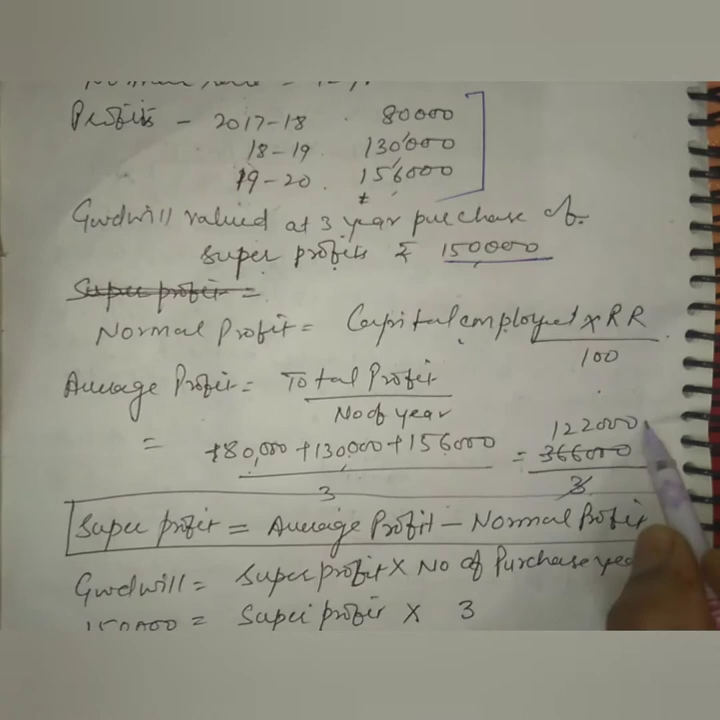 Profits - 2017-18 80000
18-19. 130'000
19-20. 156000
Goodwill valued at 3 year purchase of.
super profits ₹ 150000
Super profit =
Normal Profit = Capital employed x RR
100
Average Profit = Total Profit
No of year
= 80,000 + 130000 + 156000 = 366000
122000
3 3
Super profit = Average Profit - Normal Profit
Goodwill = Super profit X No of Purchase
150000 = Super profit X 3